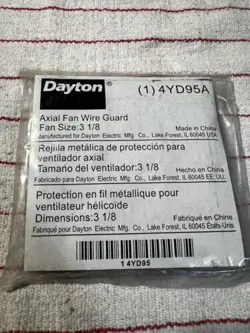 Dayton® (1) 4YD95A
Axial Fan Wire Guard
Fan Size:3 1/8 Made in China
Manufactured for Dayton Electric Mfg. Co., Lake Forest, IL 60045 USA
Rejilla metálica de protección para
ventilador axial
Tamaño del ventilador:3 1/8 Hecho en China
Fabricado para Dayton Electric Mfg. Co., Lake Forest, IL 60045 EE. UU.
Protection en fil métallique pour
ventilateur hélicoïde
Dimensions:3 1/8 Fabriqué en Chine
Fabriqué pour Dayton Electric Mfg. Co., Lake Forest, IL 60045 États-Unis
1 4YD95